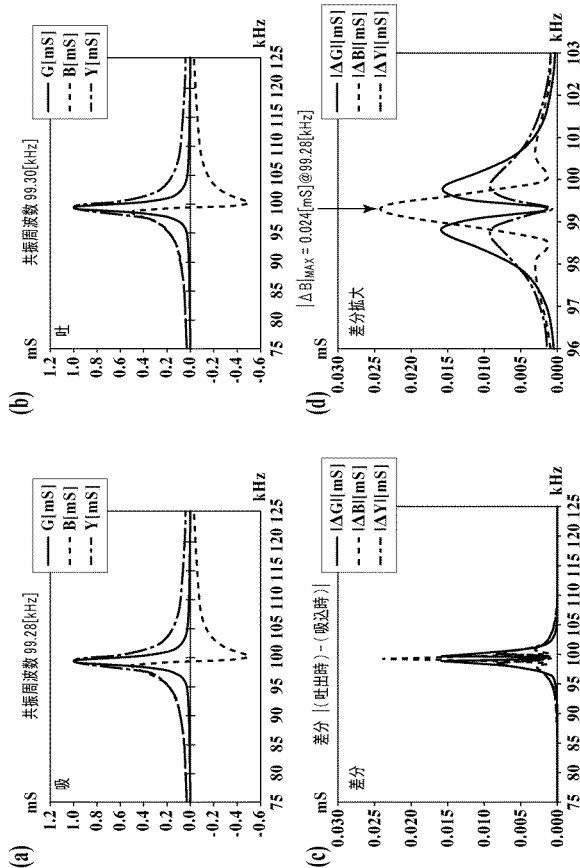 (a)
共振周波数 99.28[kHz]
mS
吸
G[mS]
B[mS]
Y[mS]
1.2
1.0
0.8
0.6
0.4
0.2
0.0
-0.2
-0.4
-0.6
75 80 85 90 95 100 105 110 115 120 125
kHz
(b)
共振周波数 99.30[kHz]
mS
吐
G[mS]
B[mS]
Y[mS]
1.2
1.0
0.8
0.6
0.4
0.2
0.0
-0.2
-0.4
-0.6
75 80 85 90 95 100 105 110 115 120 125
kHz
(c)
差分 |(吐出時)-(吸込時)|
mS
差分
|ΔG|[mS]
|ΔB|[mS]
|ΔY|[mS]
0.030
0.025
0.020
0.015
0.010
0.005
0.000
75 80 85 90 95 100 105 110 115 120 125
kHz
(d)
|ΔB|MAX = 0.024[mS]@99.28[kHz]
mS
差分拡大
|ΔG|[mS]
|ΔB|[mS]
|ΔY|[mS]
0.030
0.025
0.020
0.015
0.010
0.005
0.000
96 97 98 99 100 101 102 103
kHz